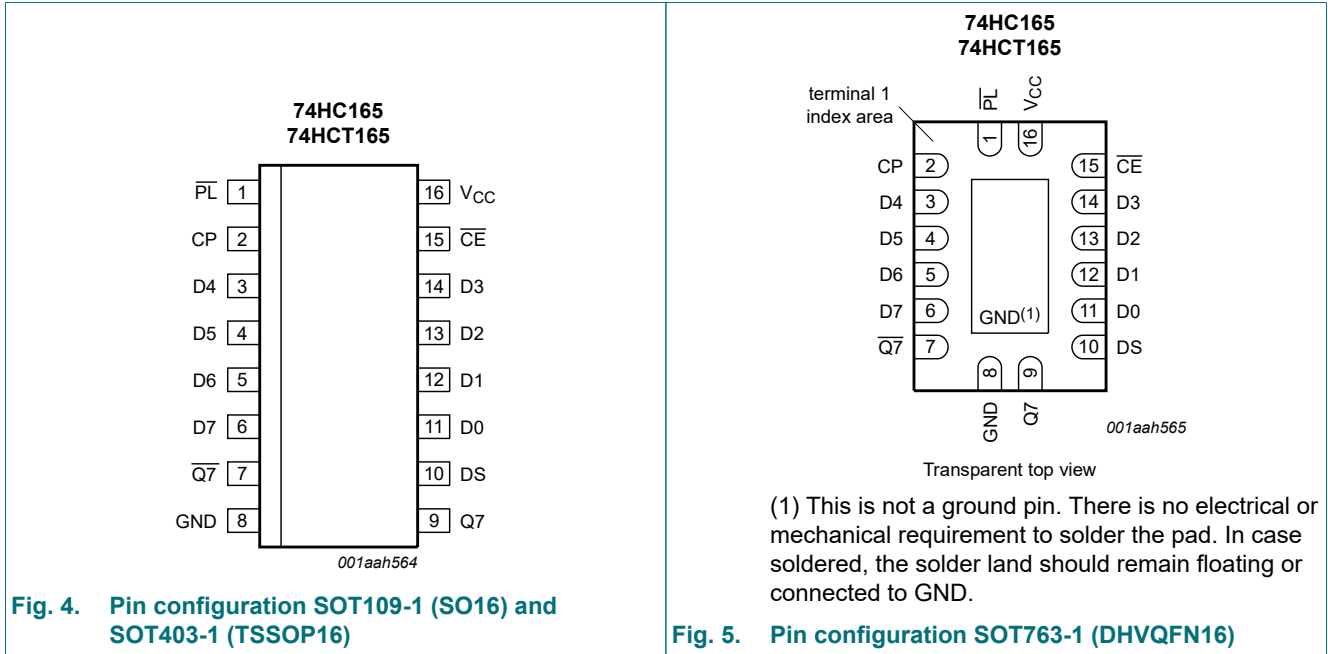 74HC165
74HCT165
PL 1
CP 2
D4 3
D5 4
D6 5
D7 6
Q7 7
GND 8
16 VCC
15 CE
14 D3
13 D2
12 D1
11 D0
10 DS
9 Q7
001aah564
Fig. 4. Pin configuration SOT109-1 (SO16) and
SOT403-1 (TSSOP16)
74HC165
74HCT165
terminal 1
index area
PL
VCC
1
16
CP 2
D4 3
D5 4
D6 5
D7 6
Q7 7
15 CE
14 D3
13 D2
12 D1
11 D0
10 DS
GND(1)
8
9
GND
Q7
001aah565
Transparent top view
(1) This is not a ground pin. There is no electrical or
mechanical requirement to solder the pad. In case
soldered, the solder land should remain floating or
connected to GND.
Fig. 5. Pin configuration SOT763-1 (DHVQFN16)